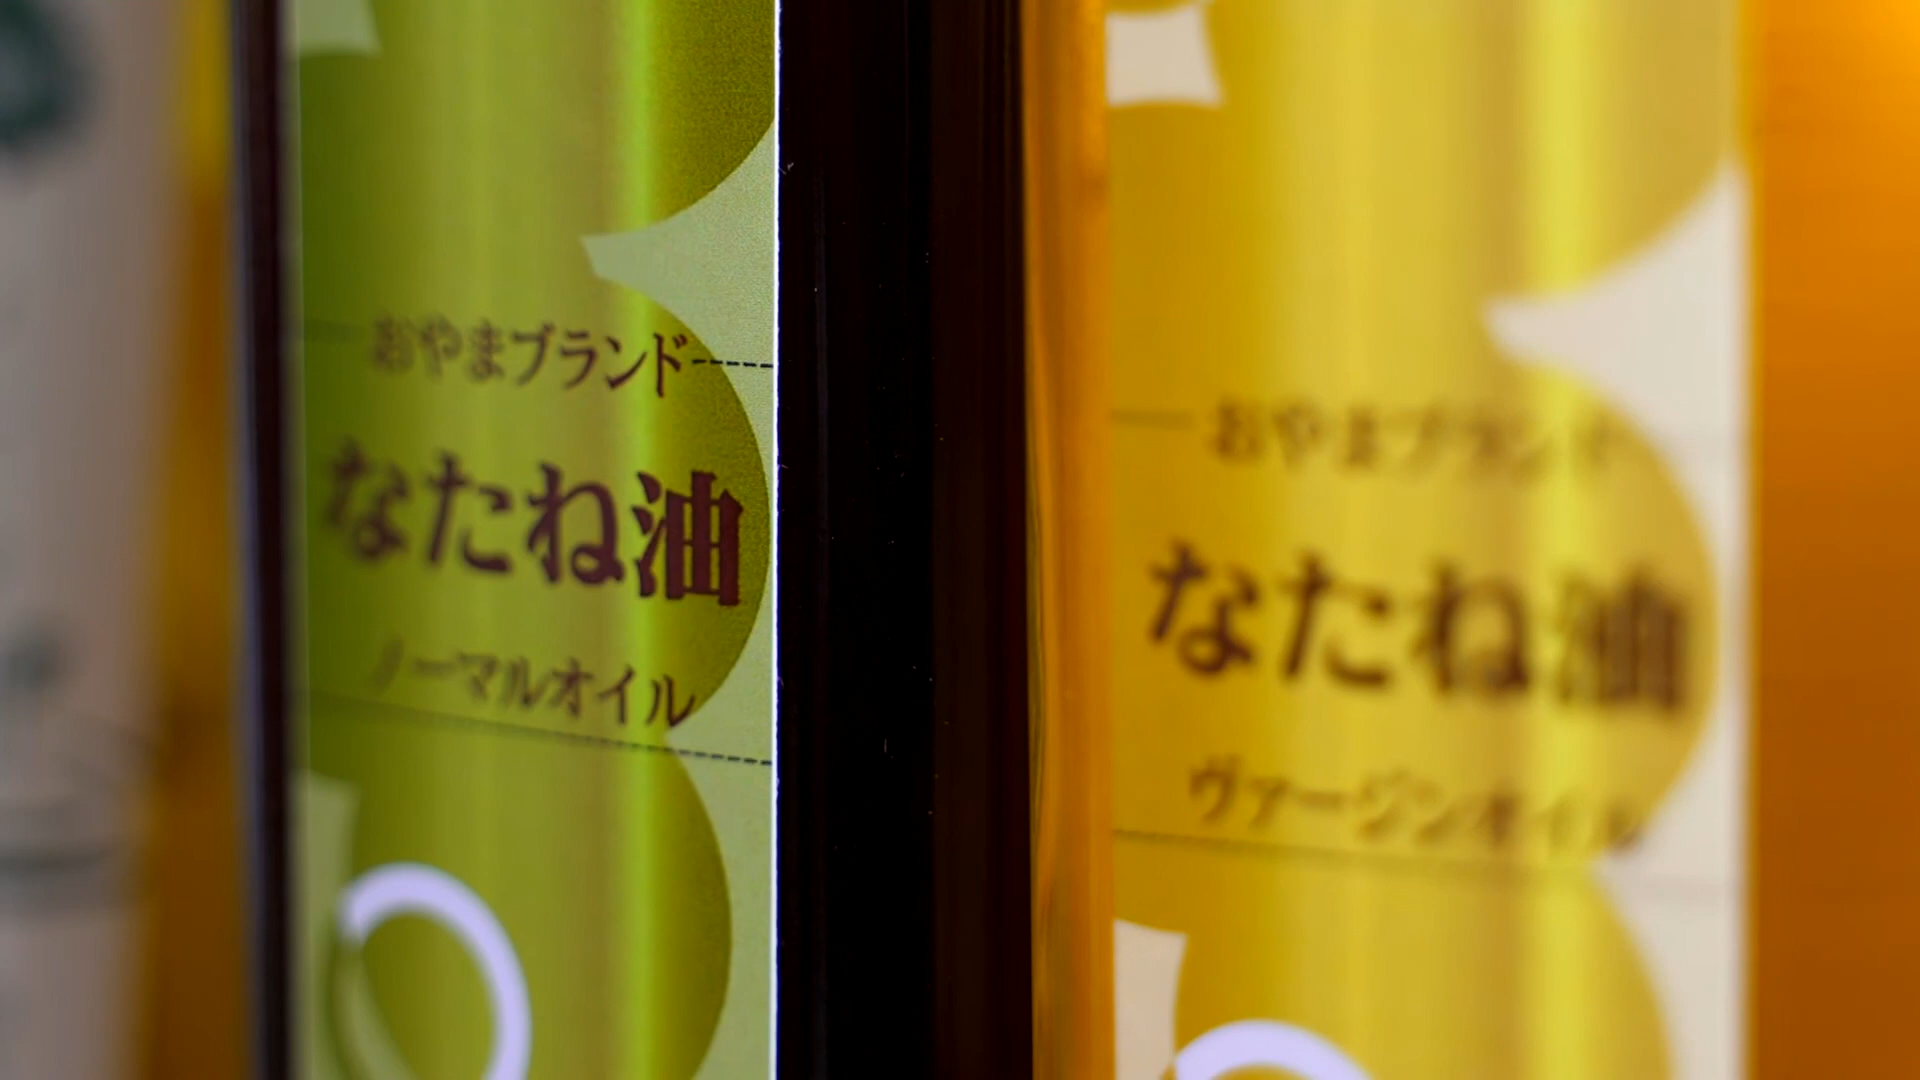 おやまブランド
なたね油
ノーマルオイル
おやまブランド
なたね油
ヴァージンオイル